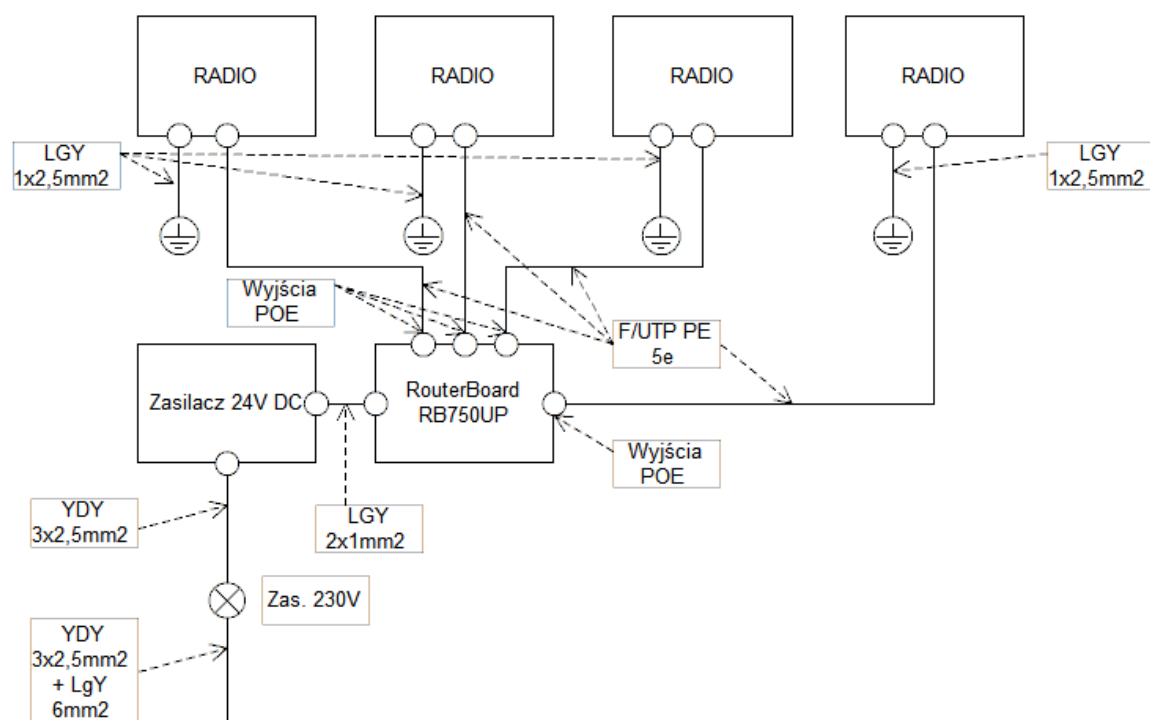 RADIO
RADIO
RADIO
RADIO
LGY
1x2,5mm2
LGY
1x2,5mm2
Wyjścia
POE
F/UTP PE
5e
Zasilacz 24V DC
RouterBoard
RB750UP
Wyjścia
POE
YDY
3x2,5mm2
LGY
2x1mm2
Zas. 230V
YDY
3x2,5mm2
+ LgY
6mm2